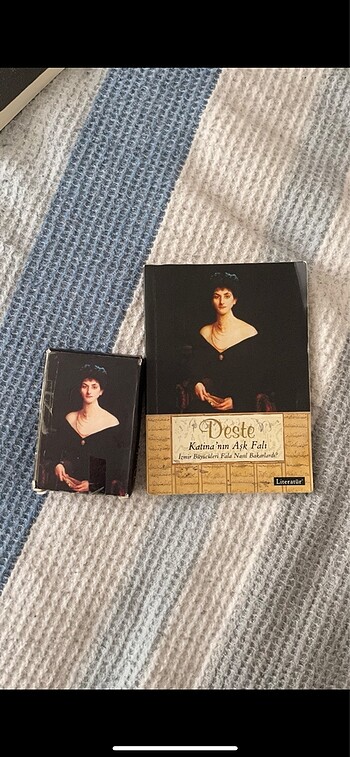 Deste
Katina'nın Aşk Falı
İzmir Büyücüleri Fala Nasıl Bakarlardı?
Literatür